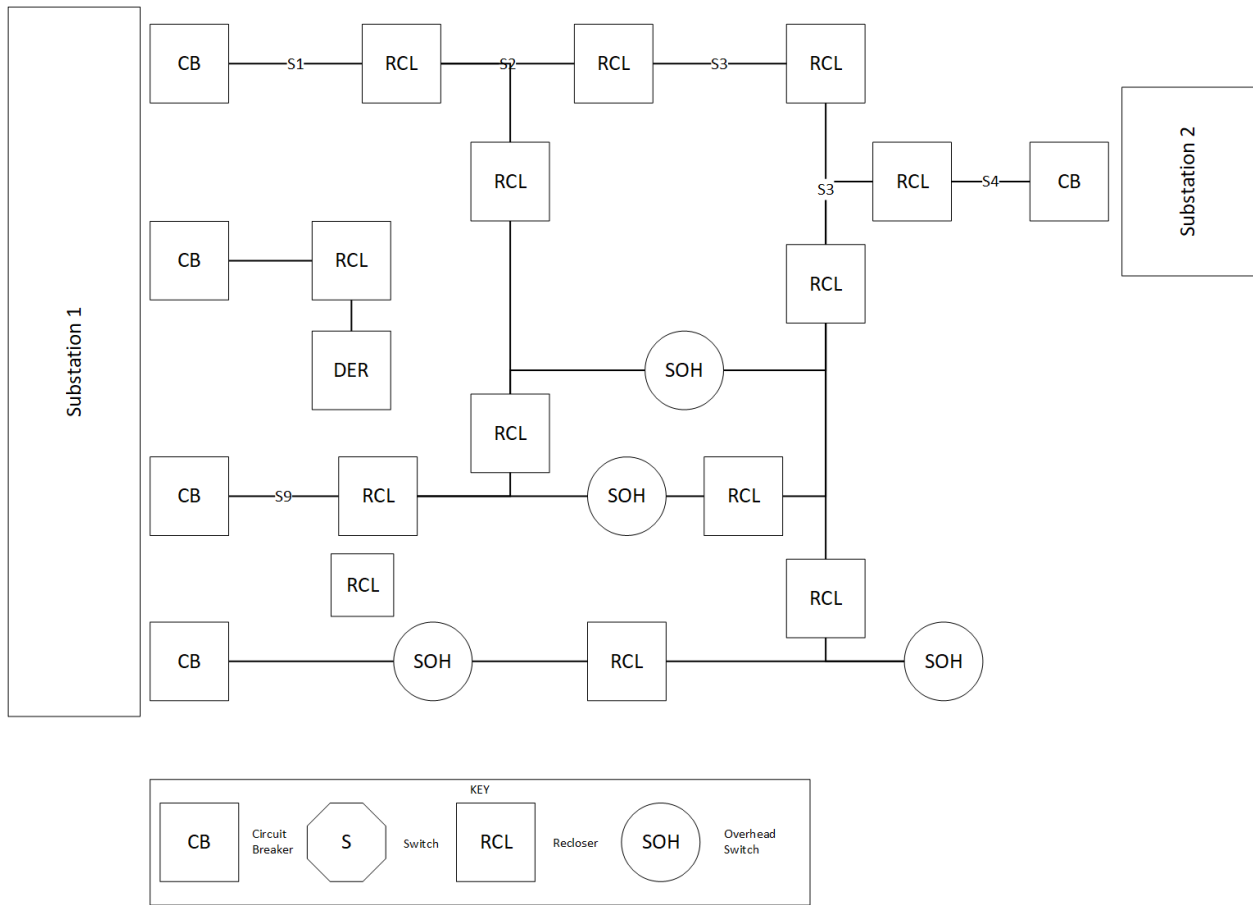 CB
S1
RCL
S2
RCL
S3
RCL
Substation 1
Substation 2
RCL
S3
RCL
S4
CB
CB
RCL
RCL
DER
SOH
RCL
CB
S9
RCL
SOH
RCL
RCL
RCL
CB
SOH
RCL
SOH
KEY
CB
Circuit
Breaker
S
Switch
RCL
Recloser
SOH
Overhead
Switch